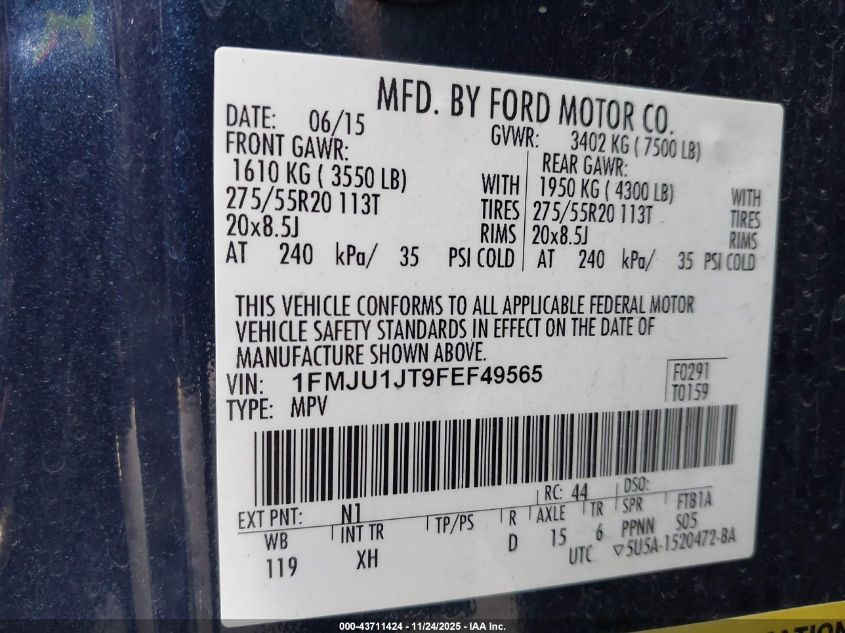 MFD. BY FORD MOTOR CO.
DATE: 06/15 GVWR: 3402 KG ( 7500 LB)
FRONT GAWR: REAR GAWR:
1610 KG ( 3550 LB) WITH 1950 KG ( 4300 LB) WITH
275/55R20 113T TIRES 275/55R20 113T TIRES
20x8.5J RIMS 20x8.5J RIMS
AT 240 kPa/ 35 PSI COLD AT 240 kPa/ 35 PSI COLD
THIS VEHICLE CONFORMS TO ALL APPLICABLE FEDERAL MOTOR
VEHICLE SAFETY STANDARDS IN EFFECT ON THE DATE OF
MANUFACTURE SHOWN ABOVE.
VIN: 1FMJU1JT9FEF49565 F0291
TYPE: MPV T0159
EXT PNT: N1 RC: 44 DSO:
WB INT TR TP/PS R AXLE TR SPR FTB1A
119 XH D 15 6 PPNN S05
UTC ▽5U5A-1520472-BA
000-43711424 - 11/24/2025 - IAA Inc.